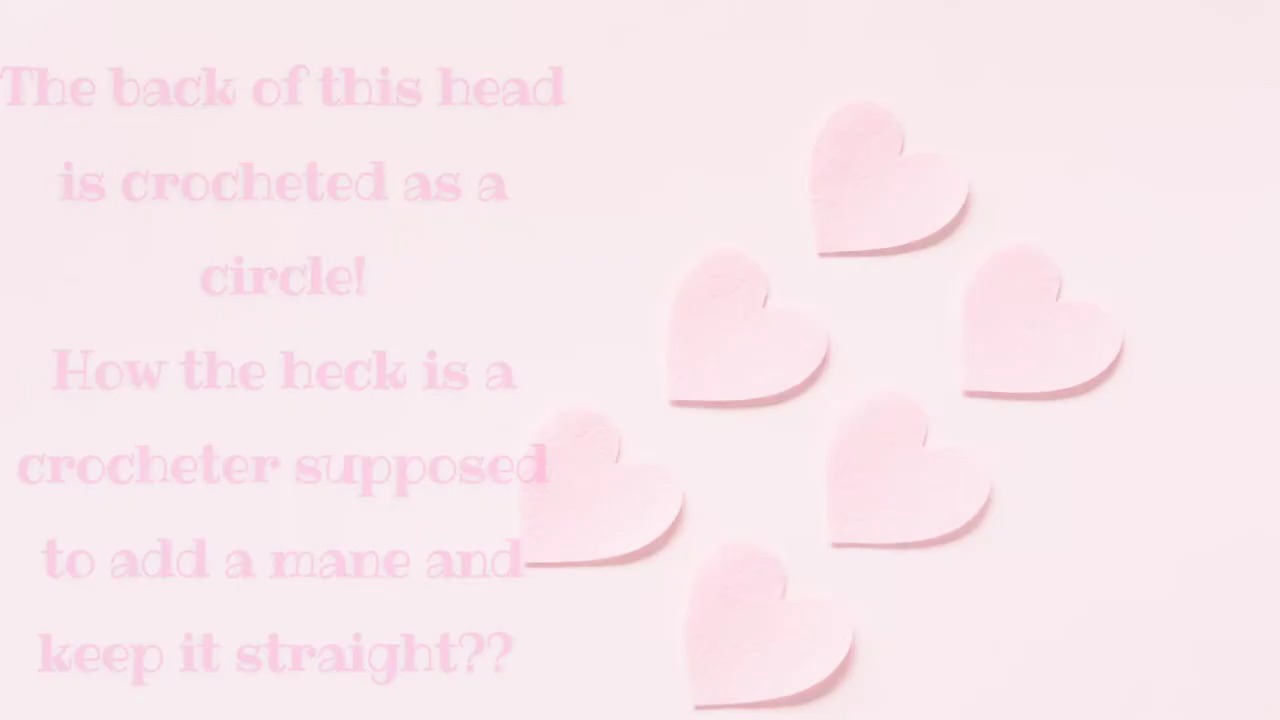 The back of this head
is crocheted as a
circle!
How the heck is a
crocheter supposed
to add a mane and
keep it straight??